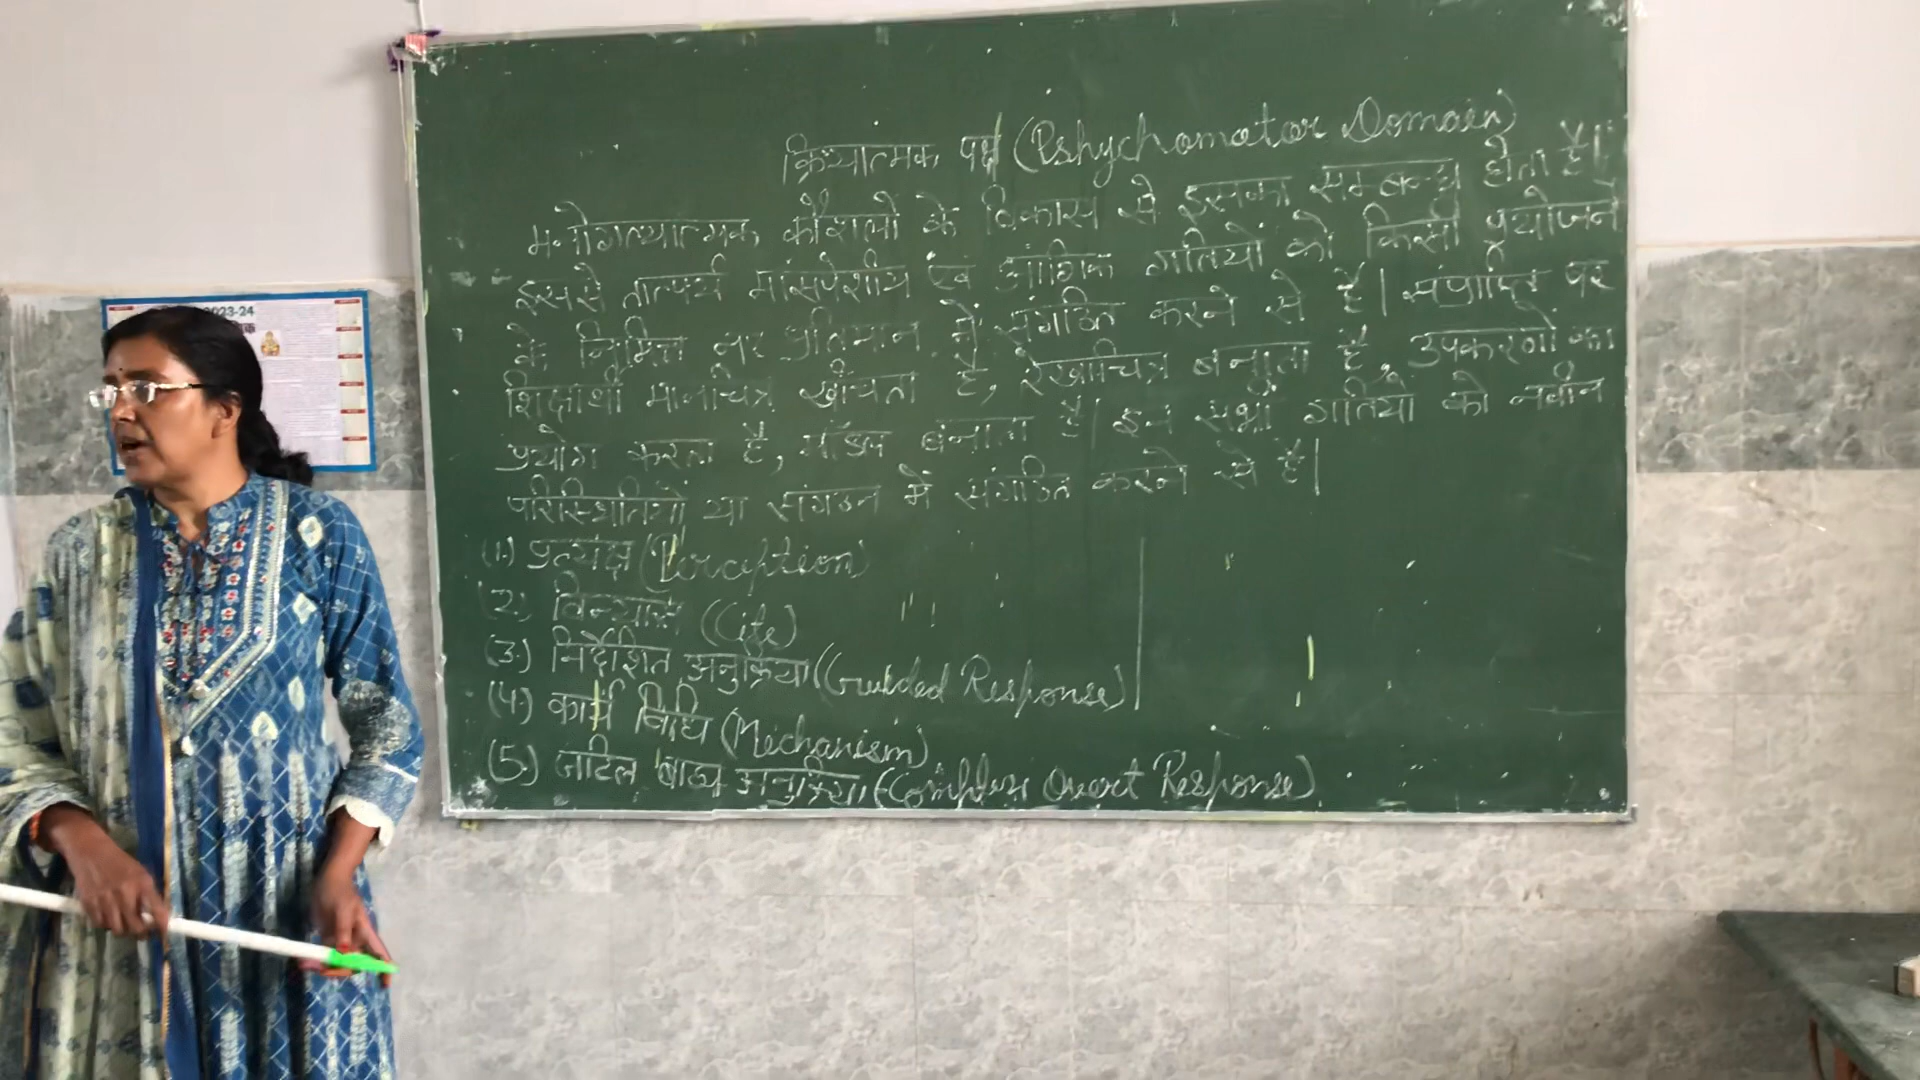 2023-24
क्रियात्मक पक्ष (Pshychomotor Domain)
मनोगत्यात्मक कौशलों के विकास से इसका सम्बन्ध होता है।
इससे तात्पर्य मांसपेशीय एवं आंगिक गतियों को किसी प्रयोजन
के निमित्त नए प्रतिमान में संगठित करने से है। संप्राप्ति पर
शिक्षार्थी मानचित्र खींचता है, रेखाचित्र बनाता है, उपकरणों का
प्रयोग करता है, मॉडल बनाता है। इन सभी गतियों को नवीन
परिस्थितियों या संगठन में संगठित करने से है।
(1.) प्रत्यक्ष (Perception)
(2.) विन्यास (Cite)
(3.) निर्देशित अनुक्रिया (Guided Response)
(4.) कार्य विधि (Mechanism)
(5.) जटिल बाह्य अनुक्रिया (Complex Overt Response)